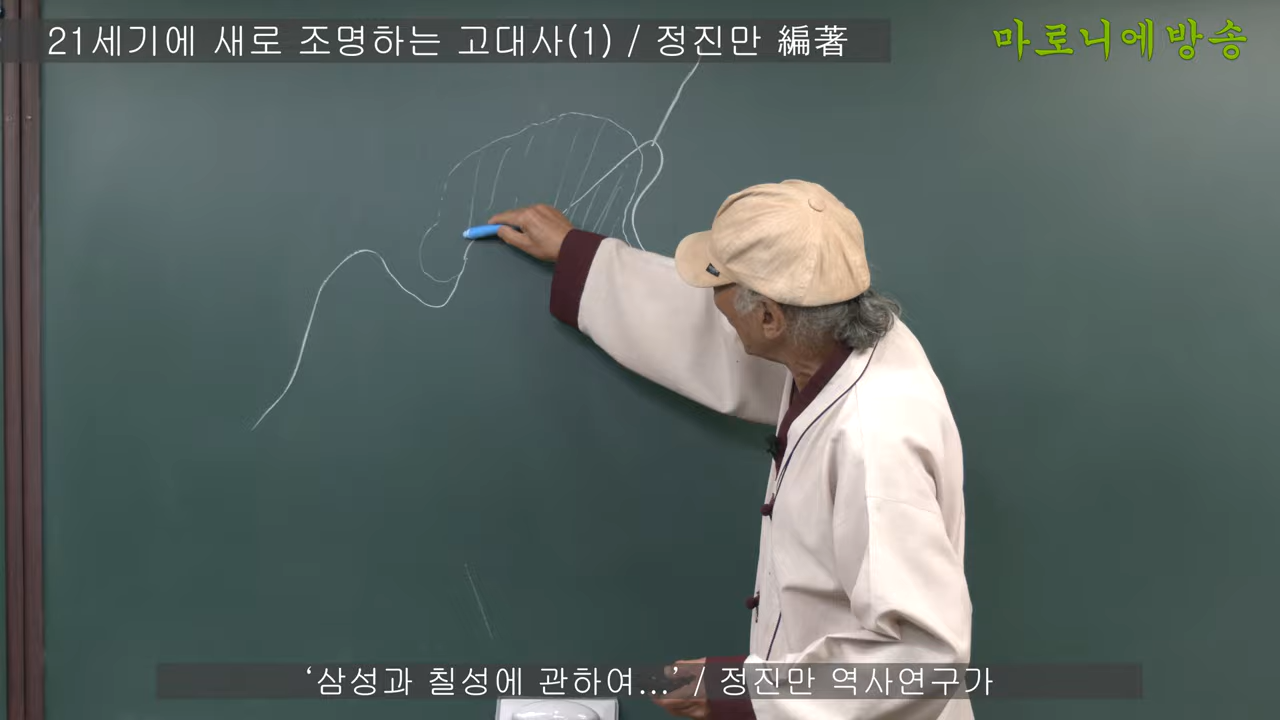 21세기에 새로 조명하는 고대사(1) / 정진만 編著
마로니에방송
‘삼성과 칠성에 관하여...’ / 정진만 역사연구가